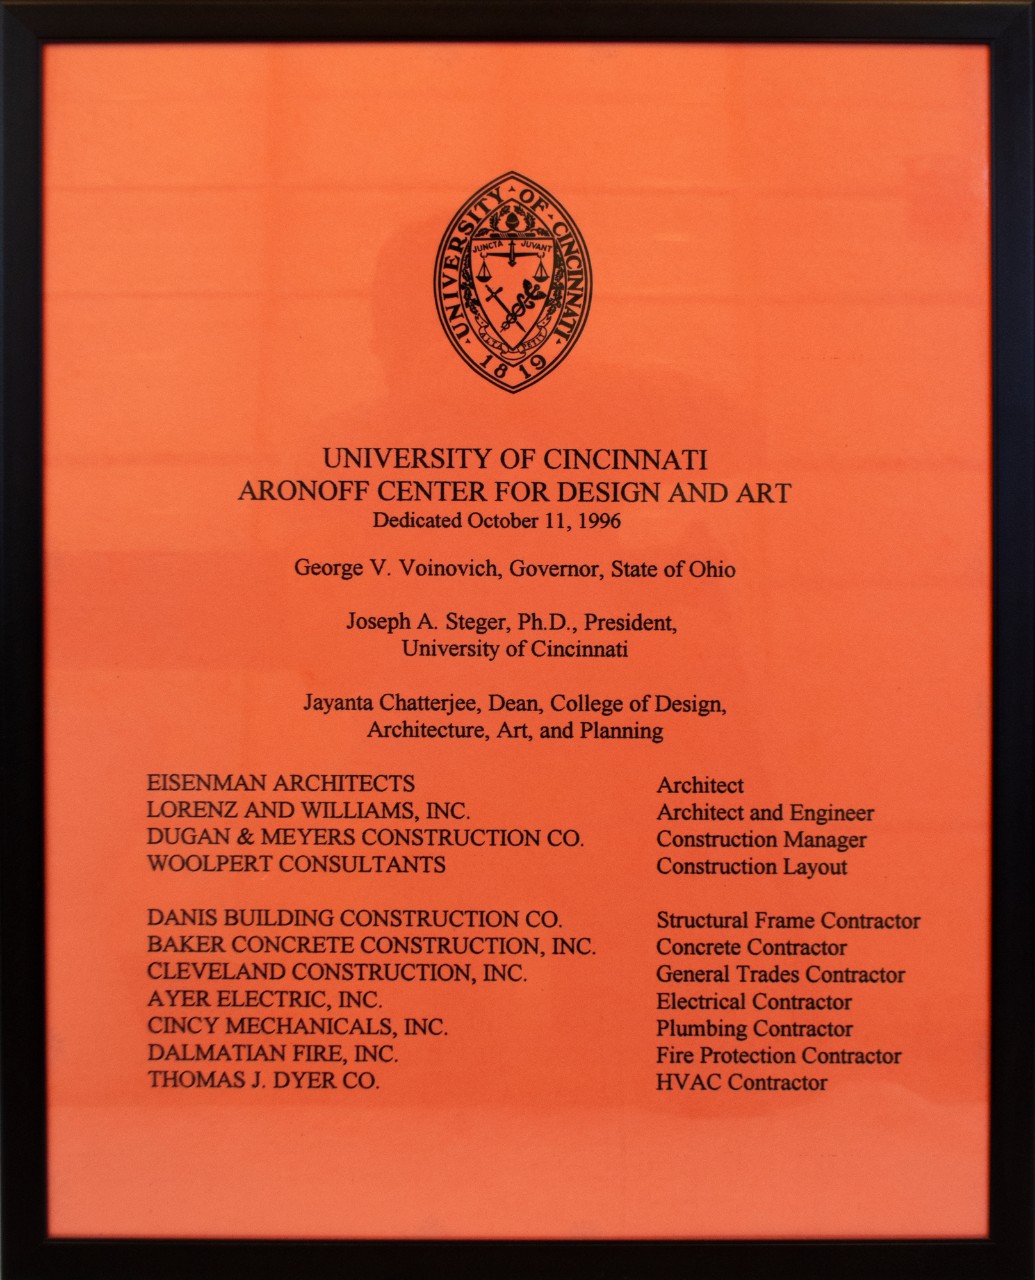 UNIVERSITY OF CINCINNATI
JUNCTA JUVANT
ALTA PETIT
1819
UNIVERSITY OF CINCINNATI
ARONOFF CENTER FOR DESIGN AND ART
Dedicated October 11, 1996
George V. Voinovich, Governor, State of Ohio
Joseph A. Steger, Ph.D., President,
University of Cincinnati
Jayanta Chatterjee, Dean, College of Design,
Architecture, Art, and Planning
EISENMAN ARCHITECTS Architect
LORENZ AND WILLIAMS, INC. Architect and Engineer
DUGAN & MEYERS CONSTRUCTION CO. Construction Manager
WOOLPERT CONSULTANTS Construction Layout
DANIS BUILDING CONSTRUCTION CO. Structural Frame Contractor
BAKER CONCRETE CONSTRUCTION, INC. Concrete Contractor
CLEVELAND CONSTRUCTION, INC. General Trades Contractor
AYER ELECTRIC, INC. Electrical Contractor
CINCY MECHANICALS, INC. Plumbing Contractor
DALMATIAN FIRE, INC. Fire Protection Contractor
THOMAS J. DYER CO. HVAC Contractor